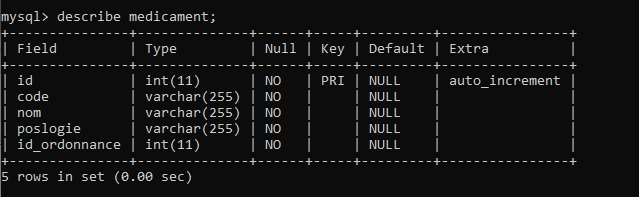 mysql> describe medicament;
+--------------+--------------+------+-----+---------+----------------+
| Field        | Type         | Null | Key | Default | Extra          |
+--------------+--------------+------+-----+---------+----------------+
| id           | int(11)      | NO   | PRI | NULL    | auto_increment |
| code         | varchar(255) | NO   |     | NULL    |                |
| nom          | varchar(255) | NO   |     | NULL    |                |
| poslogie     | varchar(255) | NO   |     | NULL    |                |
| id_ordonnance | int(11)      | NO   |     | NULL    |                |
+--------------+--------------+------+-----+---------+----------------+
5 rows in set (0.00 sec)